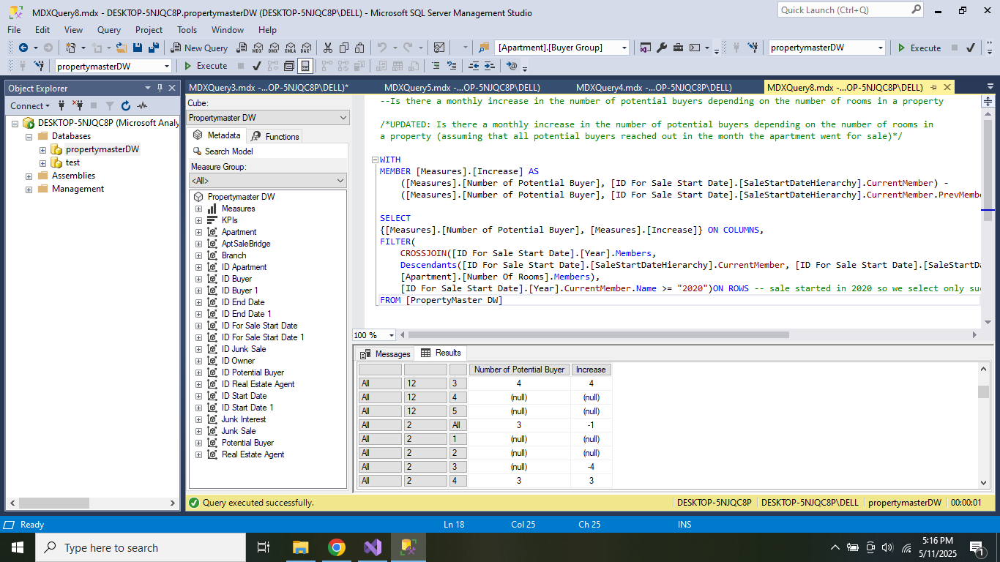 MDXQuery8.mdx - DESKTOP-5NJQC8P.propertymasterDW (DESKTOP-5NJQC8P\DELL) - Microsoft SQL Server Management Studio
Quick Launch (Ctrl+Q)
File Edit View Query Project Tools Window Help
New Query
MDX DMX XMLA DAX
[Apartment].[Buyer Group]
propertymasterDW
Execute
propertymasterDW
Execute
Object Explorer
Connect
DESKTOP-5NJQC8P (Microsoft Analy
Databases
propertymasterDW
test
Assemblies
Management
MDXQuery3.mdx -...OP-5NJQC8P\DELL)*
MDXQuery5.mdx -...OP-5NJQC8P\DELL)
MDXQuery4.mdx -...OP-5NJQC8P\DELL)
MDXQuery8.mdx -...OP-5NJQC8P\DELL)
Cube:
Propertymaster DW
Metadata
Functions
Search Model
Measure Group:
<All>
Propertymaster DW
Measures
KPIs
Apartment
AptSaleBridge
Branch
ID Apartment
ID Buyer
ID Buyer 1
ID End Date
ID End Date 1
ID For Sale Start Date
ID For Sale Start Date 1
ID Junk Sale
ID Owner
ID Potential Buyer
ID Real Estate Agent
ID Start Date
ID Start Date 1
Junk Interest
Junk Sale
Potential Buyer
Real Estate Agent
--Is there a monthly increase in the number of potential buyers depending on the number of rooms in a property
/*UPDATED: Is there a monthly increase in the number of potential buyers depending on the number of rooms in
a property (assuming that all potential buyers reached out in the month the apartment went for sale)*/
WITH
MEMBER [Measures].[Increase] AS
([Measures].[Number of Potential Buyer], [ID For Sale Start Date].[SaleStartDateHierarchy].CurrentMember) -
([Measures].[Number of Potential Buyer], [ID For Sale Start Date].[SaleStartDateHierarchy].CurrentMember.PrevMemb
SELECT
{[Measures].[Number of Potential Buyer], [Measures].[Increase]} ON COLUMNS,
FILTER(
CROSSJOIN([ID For Sale Start Date].[Year].Members,
Descendants([ID For Sale Start Date].[SaleStartDateHierarchy].CurrentMember, [ID For Sale Start Date].[SaleStartDa
[Apartment].[Number Of Rooms].Members),
[ID For Sale Start Date].[Year].CurrentMember.Name >= "2020")ON ROWS -- sale started in 2020 so we select only su
FROM [PropertyMaster DW]
100 %
Messages
Results
Number of Potential Buyer Increase
All 12 3 4 4
All 12 4 (null) (null)
All 12 5 (null) (null)
All 2 All 3 -1
All 2 1 (null) (null)
All 2 2 (null) (null)
All 2 3 (null) -4
All 2 4 3 3
Query executed successfully.
DESKTOP-5NJQC8P DESKTOP-5NJQC8P\DELL propertymasterDW 00:00:01
Ready
Ln 18
Col 25
Ch 25
INS
Type here to search
5:16 PM
5/11/2025
1